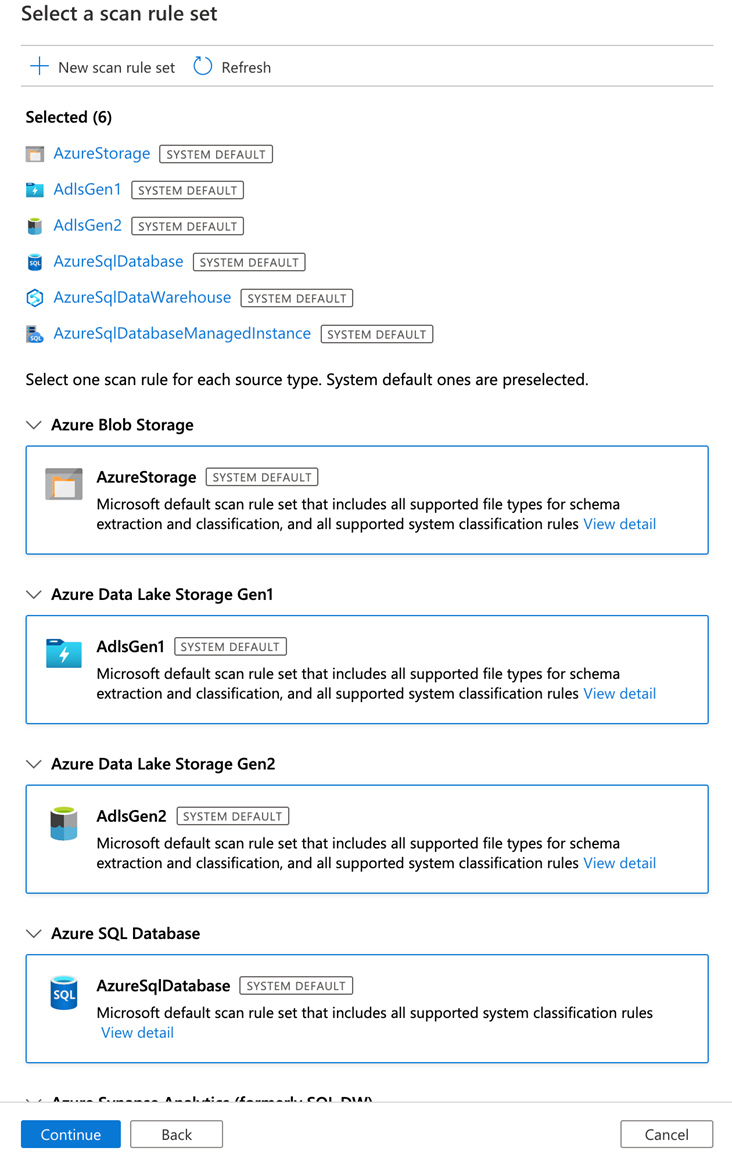 Select a scan rule set
New scan rule set Refresh
Selected (6)
AzureStorage SYSTEM DEFAULT
AdlsGen1 SYSTEM DEFAULT
AdlsGen2 SYSTEM DEFAULT
SQL AzureSqlDatabase SYSTEM DEFAULT
AzureSqlDataWarehouse SYSTEM DEFAULT
SQL AzureSqlDatabaseManagedInstance SYSTEM DEFAULT
Select one scan rule for each source type. System default ones are preselected.
Azure Blob Storage
AzureStorage SYSTEM DEFAULT
Microsoft default scan rule set that includes all supported file types for schema
extraction and classification, and all supported system classification rules View detail
Azure Data Lake Storage Gen1
AdlsGen1 SYSTEM DEFAULT
Microsoft default scan rule set that includes all supported file types for schema
extraction and classification, and all supported system classification rules View detail
Azure Data Lake Storage Gen2
AdlsGen2 SYSTEM DEFAULT
Microsoft default scan rule set that includes all supported file types for schema
extraction and classification, and all supported system classification rules View detail
Azure SQL Database
SQL AzureSqlDatabase SYSTEM DEFAULT
Microsoft default scan rule set that includes all supported system classification rules
View detail
Azure Synapse Analytics (formerly SQL DW)
Continue Back Cancel